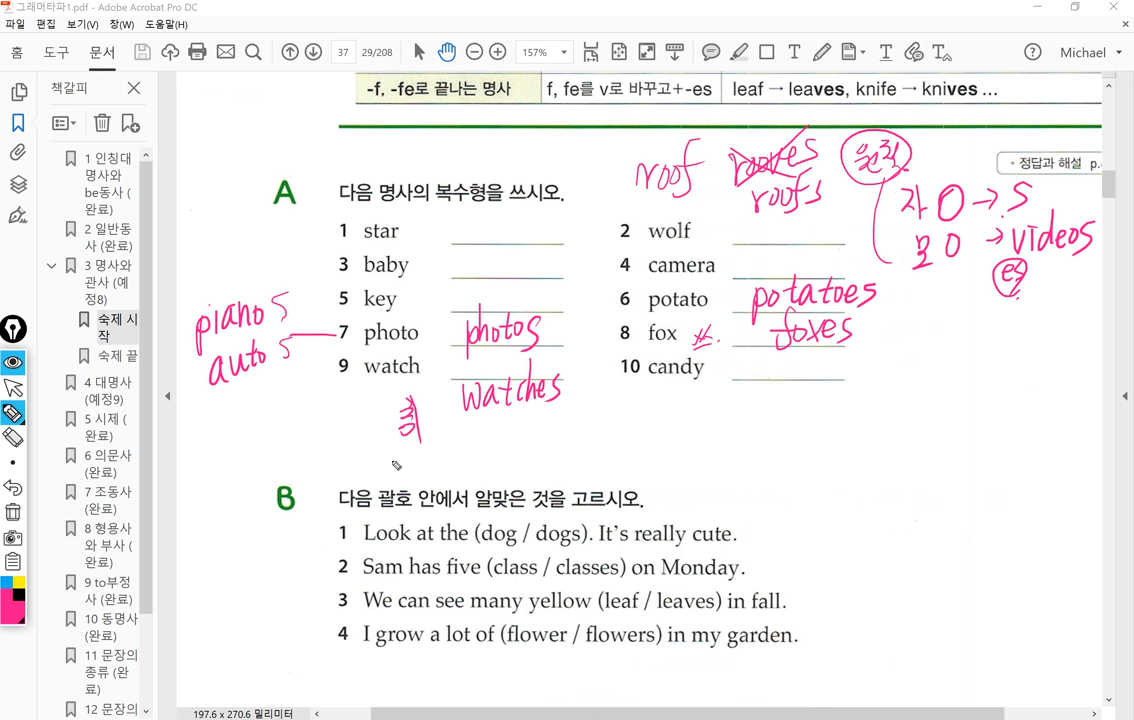 그래머타파1.pdf - Adobe Acrobat Pro DC
파일 편집 보기(V) 창(W) 도움말(H)
홈 도구 문서 37 29/208 157% Michael
책갈피
1 인칭대
명사와
be동사 (
완료)
2 일반동
사 (완료)
3 명사와
관사 (예
정8)
숙제 시
작
숙제 끝
4 대명사
(예정9)
5 시제 (
완료)
6 의문사
(완료)
7 조동사
(완료)
8 형용사
와 부사 (
완료)
9 to부정
사 (완료)
10 동명사
(완료)
11 문장의
종류 (완
료)
12 문장의
-f, -fe로 끝나는 명사 f, fe를 v로 바꾸고+-es leaf → leaves, knife → knives ...
정답과 해설 p.
roof rooves 원칙
roofs
자 O → s
모 O → videos
es
A 다음 명사의 복수형을 쓰시오.
1 star 2 wolf
3 baby 4 camera
5 key 6 potato potatoes
pianos
autos
7 photo photos 8 fox foxes
9 watch watches 10 candy
B 다음 괄호 안에서 알맞은 것을 고르시오.
1 Look at the (dog / dogs). It's really cute.
2 Sam has five (class / classes) on Monday.
3 We can see many yellow (leaf / leaves) in fall.
4 I grow a lot of (flower / flowers) in my garden.
197.6 x 270.6 밀리미터